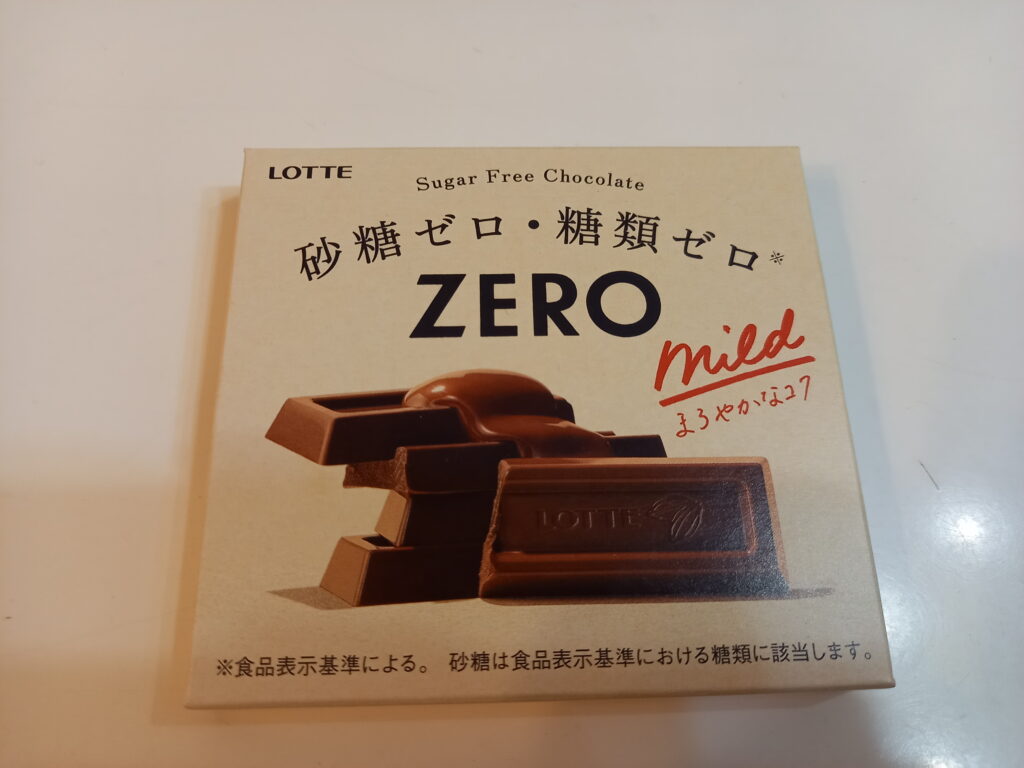 LOTTE
Sugar Free Chocolate
砂糖ゼロ・糖類ゼロ※
ZERO
mild
まろやかなコク
LOTTE
※食品表示基準による。 砂糖は食品表示基準における糖類に該当します。